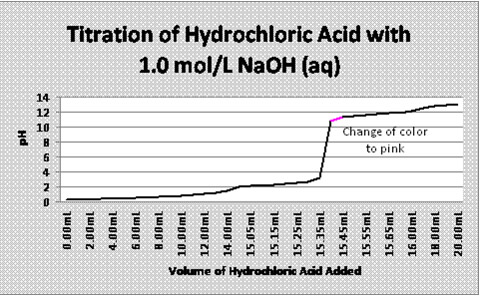 Titration of Hydrochloric Acid with
1.0 mol/L NaOH (aq)
14
12
10
8
6
4
2
0
pH
Change of color
to pink
0.00mL
2.00mL
4.00mL
6.00mL
8.00mL
10.00mL
12.00mL
14.00mL
15.05mL
15.15mL
15.25mL
15.35mL
15.45mL
15.55mL
15.65mL
16.00mL
18.00mL
20.00mL
Volume of Hydrochloric Acid Added